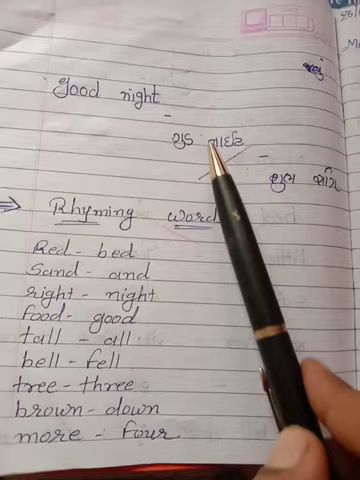 Good night
-
ગુડ નાઈટ
- શુભ રાત્રિ
Rhyming word
Red - bed
Sand - and
right - night
food - good
tall - all
bell - fell
tree - three
brown - down
more - four